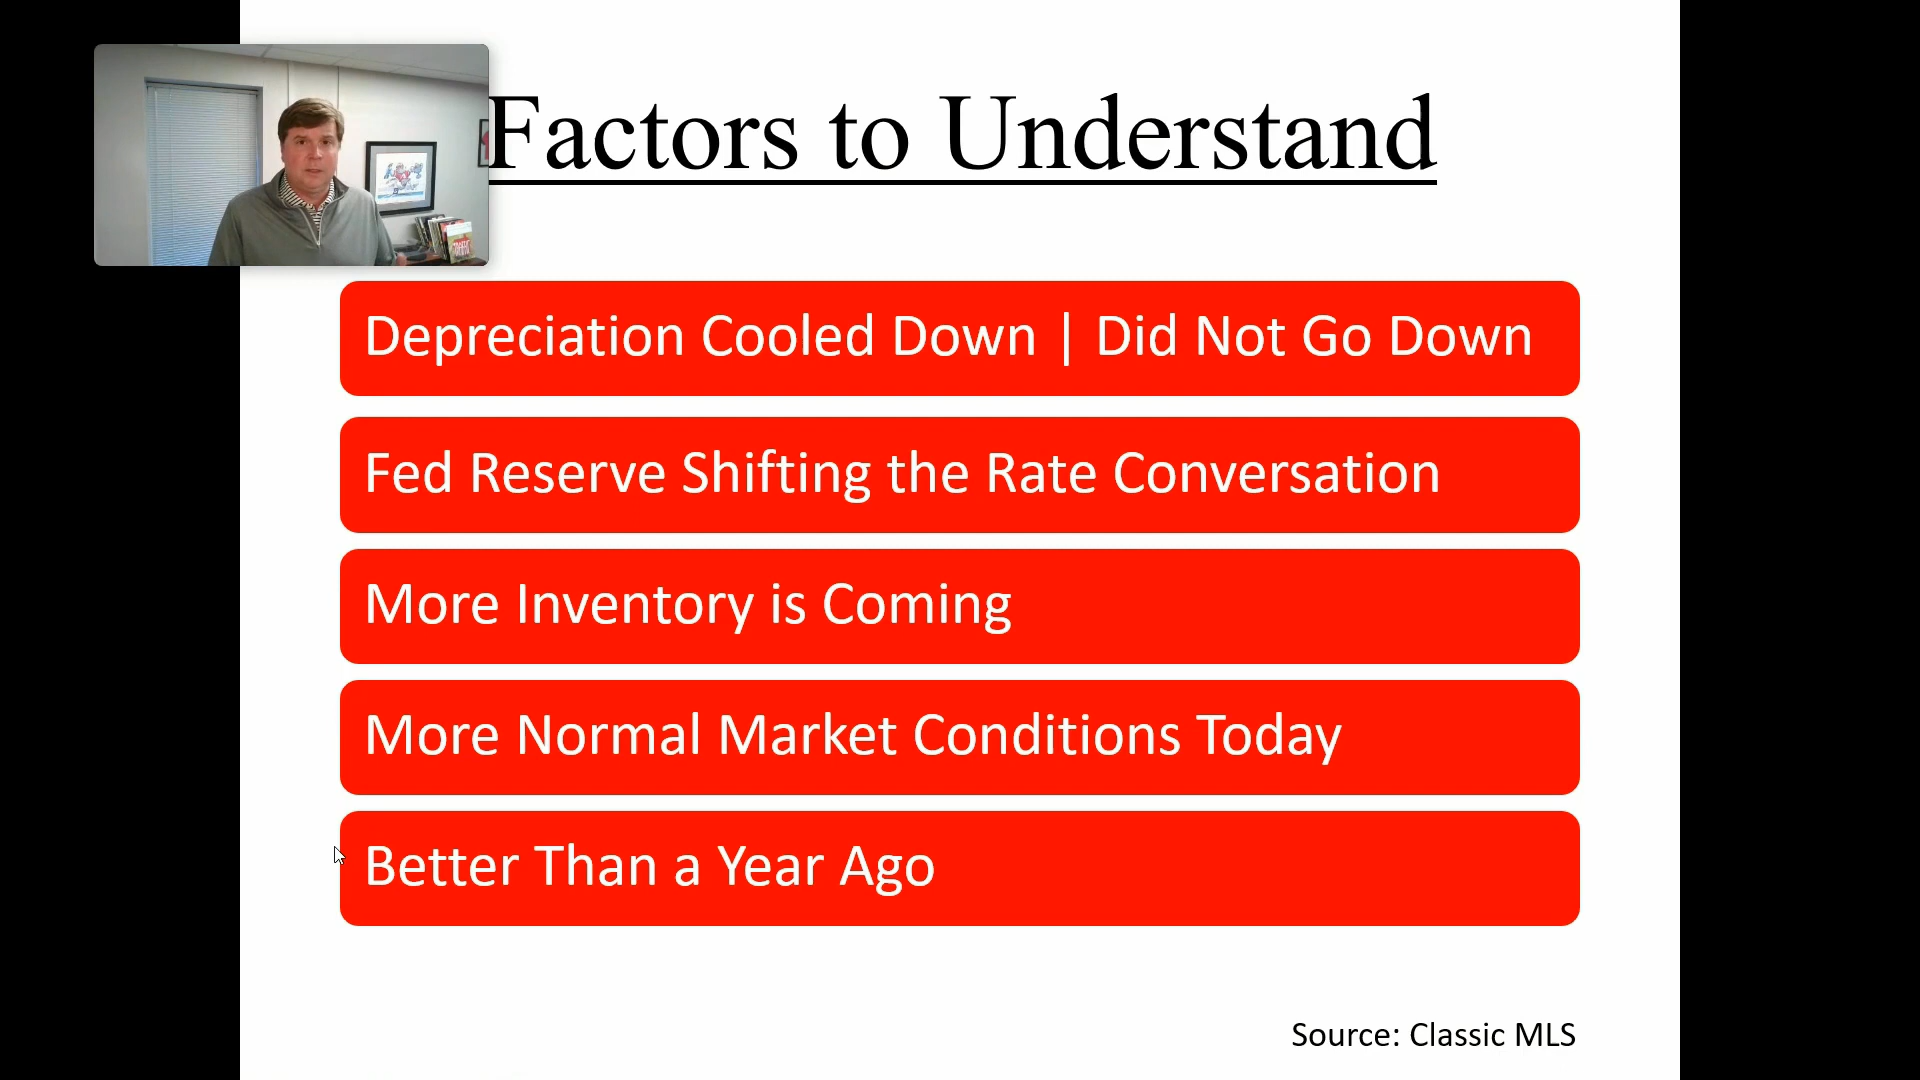 Factors to Understand
Depreciation Cooled Down | Did Not Go Down
Fed Reserve Shifting the Rate Conversation
More Inventory is Coming
More Normal Market Conditions Today
Better Than a Year Ago
Source: Classic MLS